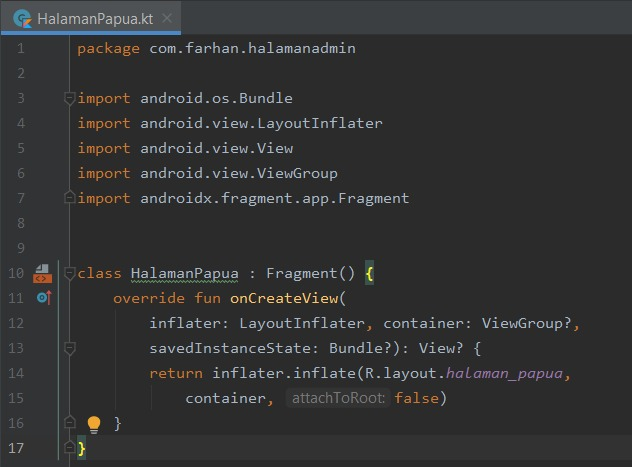 HalamanPapua.kt
1 package com.farhan.halamanadmin
2
3 import android.os.Bundle
4 import android.view.LayoutInflater
5 import android.view.View
6 import android.view.ViewGroup
7 import androidx.fragment.app.Fragment
8
9
10 class HalamanPapua : Fragment() {
11 override fun onCreateView(
12 inflater: LayoutInflater, container: ViewGroup?,
13 savedInstanceState: Bundle?): View? {
14 return inflater.inflate(R.layout.halaman_papua,
15 container, attachToRoot: false)
16 }
17 }